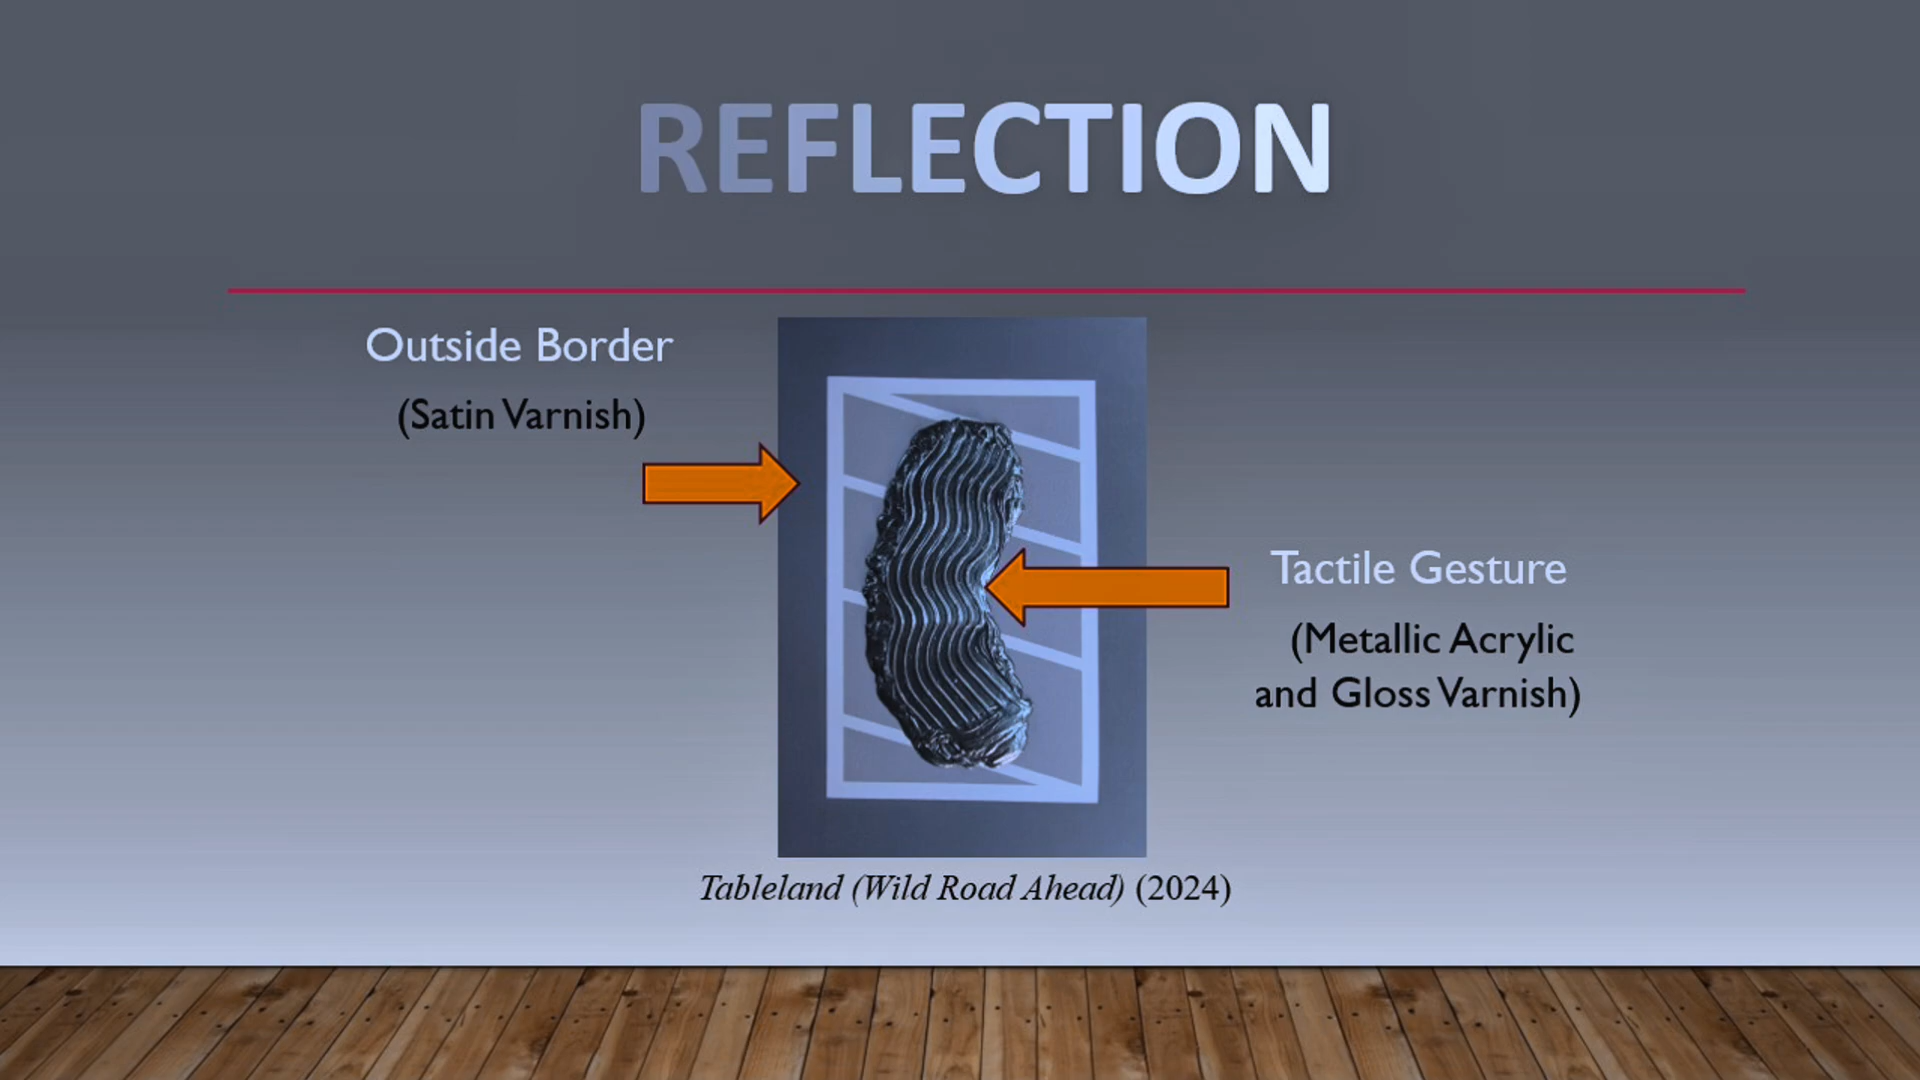 REFLECTION
Outside Border
(Satin Varnish)
Tactile Gesture
(Metallic Acrylic
and Gloss Varnish)
Tableland (Wild Road Ahead) (2024)